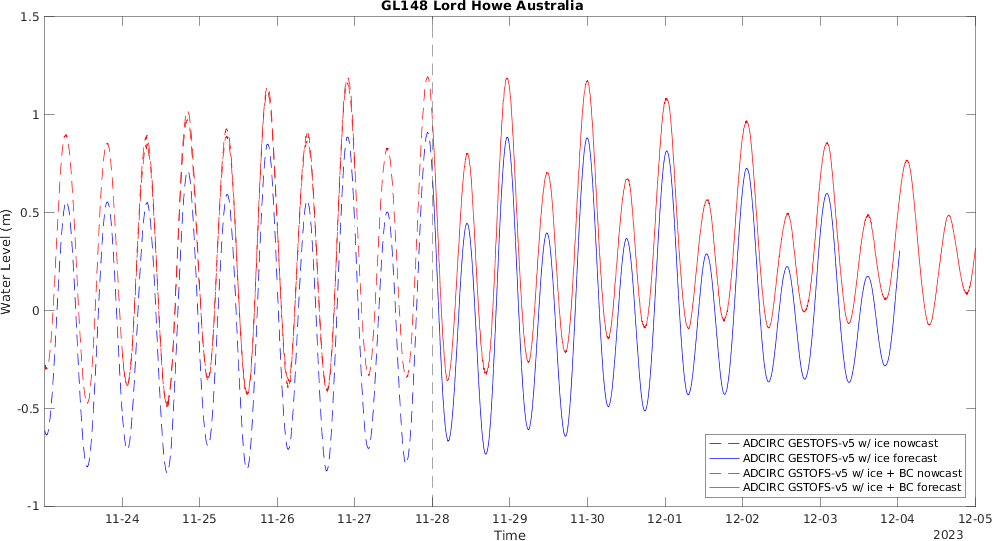 GL148 Lord Howe Australia
1.5
1
0.5
0
-0.5
-1
Water Level (m)
ADCIRC GESTOFS-v5 w/ ice nowcast
ADCIRC GESTOFS-v5 w/ ice forecast
ADCIRC GSTOFS-v5 w/ ice + BC nowcast
ADCIRC GSTOFS-v5 w/ ice + BC forecast
11-24 11-25 11-26 11-27 11-28 11-29 11-30 12-01 12-02 12-03 12-04 12-05
Time
2023